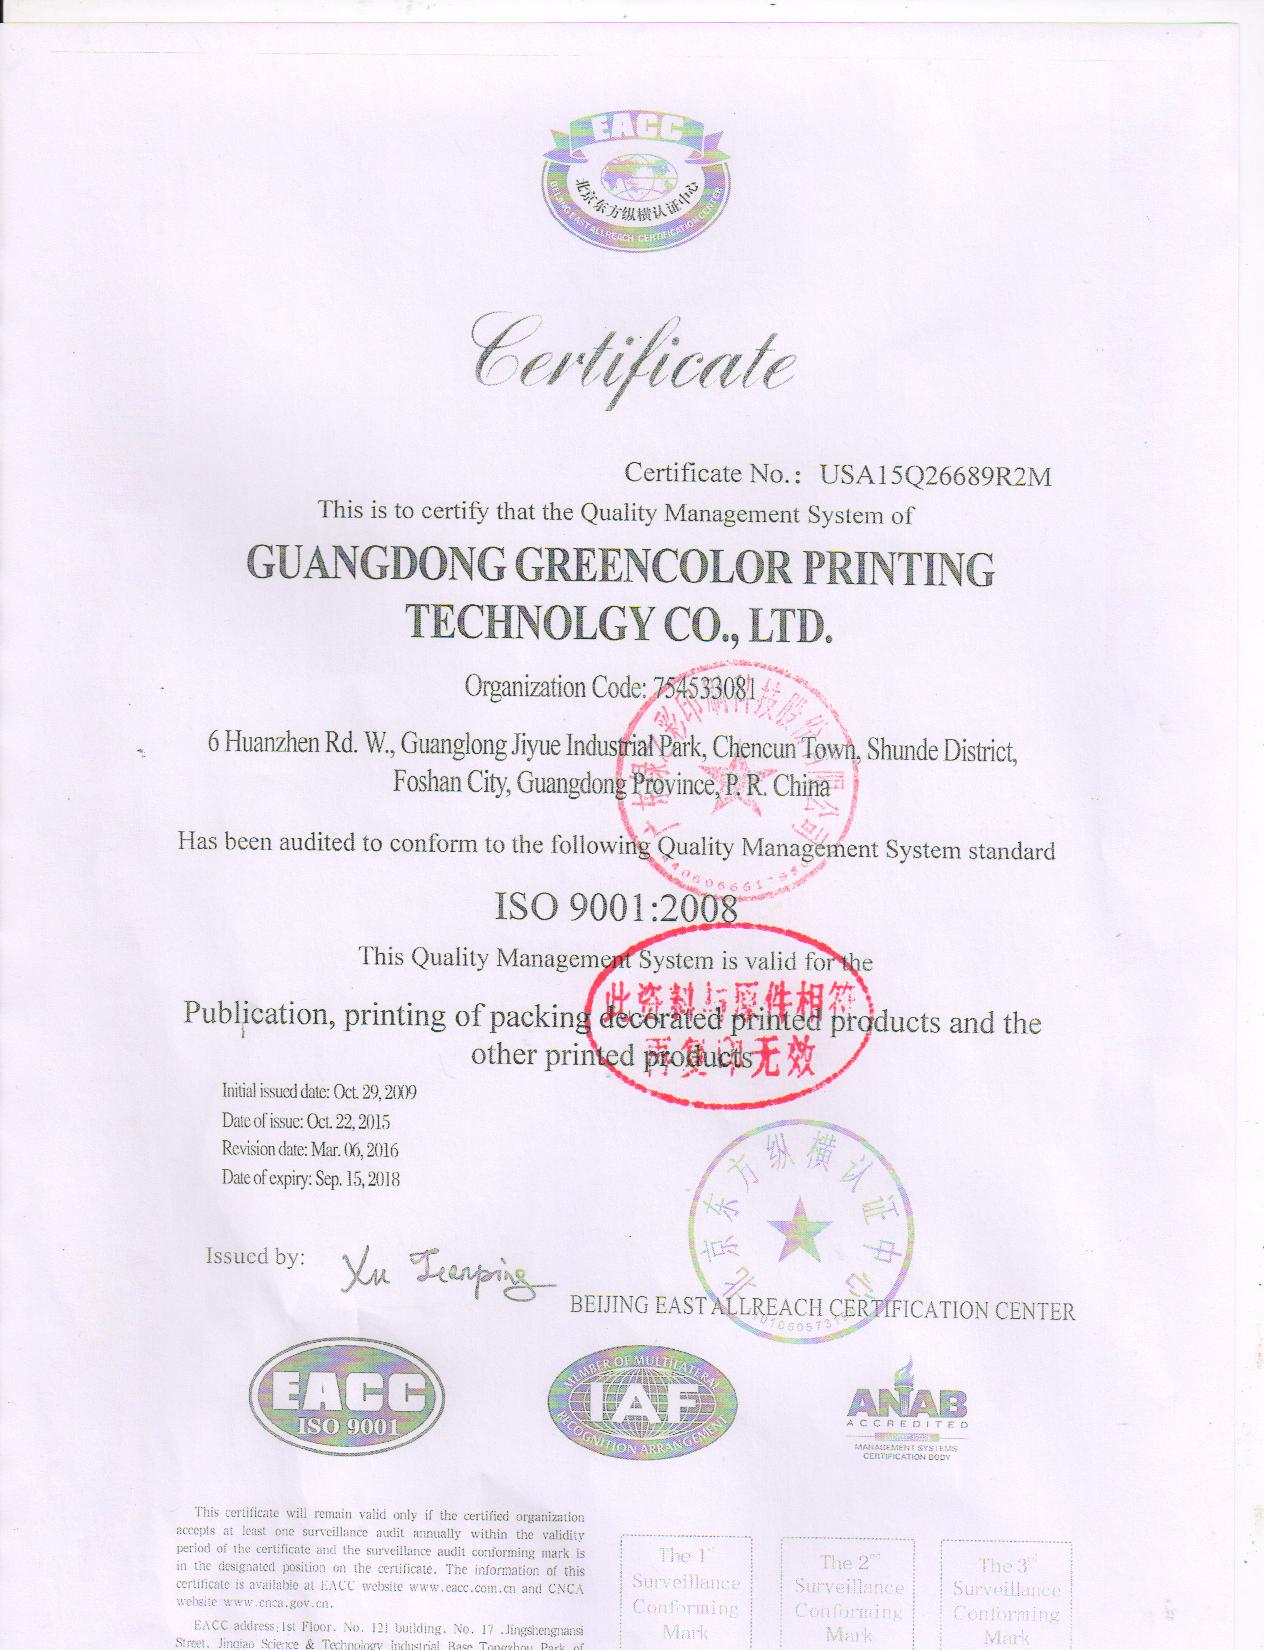 EACC
北京东方纵横认证中心
BEIJING EAST ALLREACH CERTIFICATION CENTER
Certificate
Certificate No.: USA15Q26689R2M
This is to certify that the Quality Management System of
GUANGDONG GREENCOLOR PRINTING
TECHNOLGY CO., LTD.
Organization Code: 754533081
6 Huanzhen Rd. W., Guanglong Jiyue Industrial Park, Chencun Town, Shunde District,
Foshan City, Guangdong Province, P. R. China
Has been audited to conform to the following Quality Management System standard
ISO 9001:2008
This Quality Management System is valid for the
此资料与原件相符
Publication, printing of packing decorated printed products and the
other printed products
再复印无效
Initial issued date: Oct. 29, 2009
Date of issue: Oct. 22, 2015
Revision date: Mar. 06, 2016
Date of expiry: Sep. 15, 2018
北京东方纵横认证中心
Issued by:
Xu Jianping
BEIJING EAST ALLREACH CERTIFICATION CENTER
EACC
ISO 9001
MEMBER OF MULTILATERAL
IAF
RECOGNITION ARRANGEMENT
ANAB
ACCREDITED
MANAGEMENT SYSTEMS
CERTIFICATION BODY
This certificate will remain valid only if the certified organization
accepts at least one surveillance audit annually within the validity
period of the certificate and the surveillance audit conforming mark is
in the designated position on the certificate. The information of this
certificate is available at EACC website www.eacc.com.cn and CNCA
website www.cnca.gov.cn.
EACC address:1st Floor, No. 121 building, No. 17 ,Jingshengnansi
Street, Jinqiao Science & Technology Industrial Base Tongzhou Park of
The 1st
Surveillance
Conforming
Mark
The 2nd
Surveillance
Conforming
Mark
The 3rd
Surveillance
Conforming
Mark